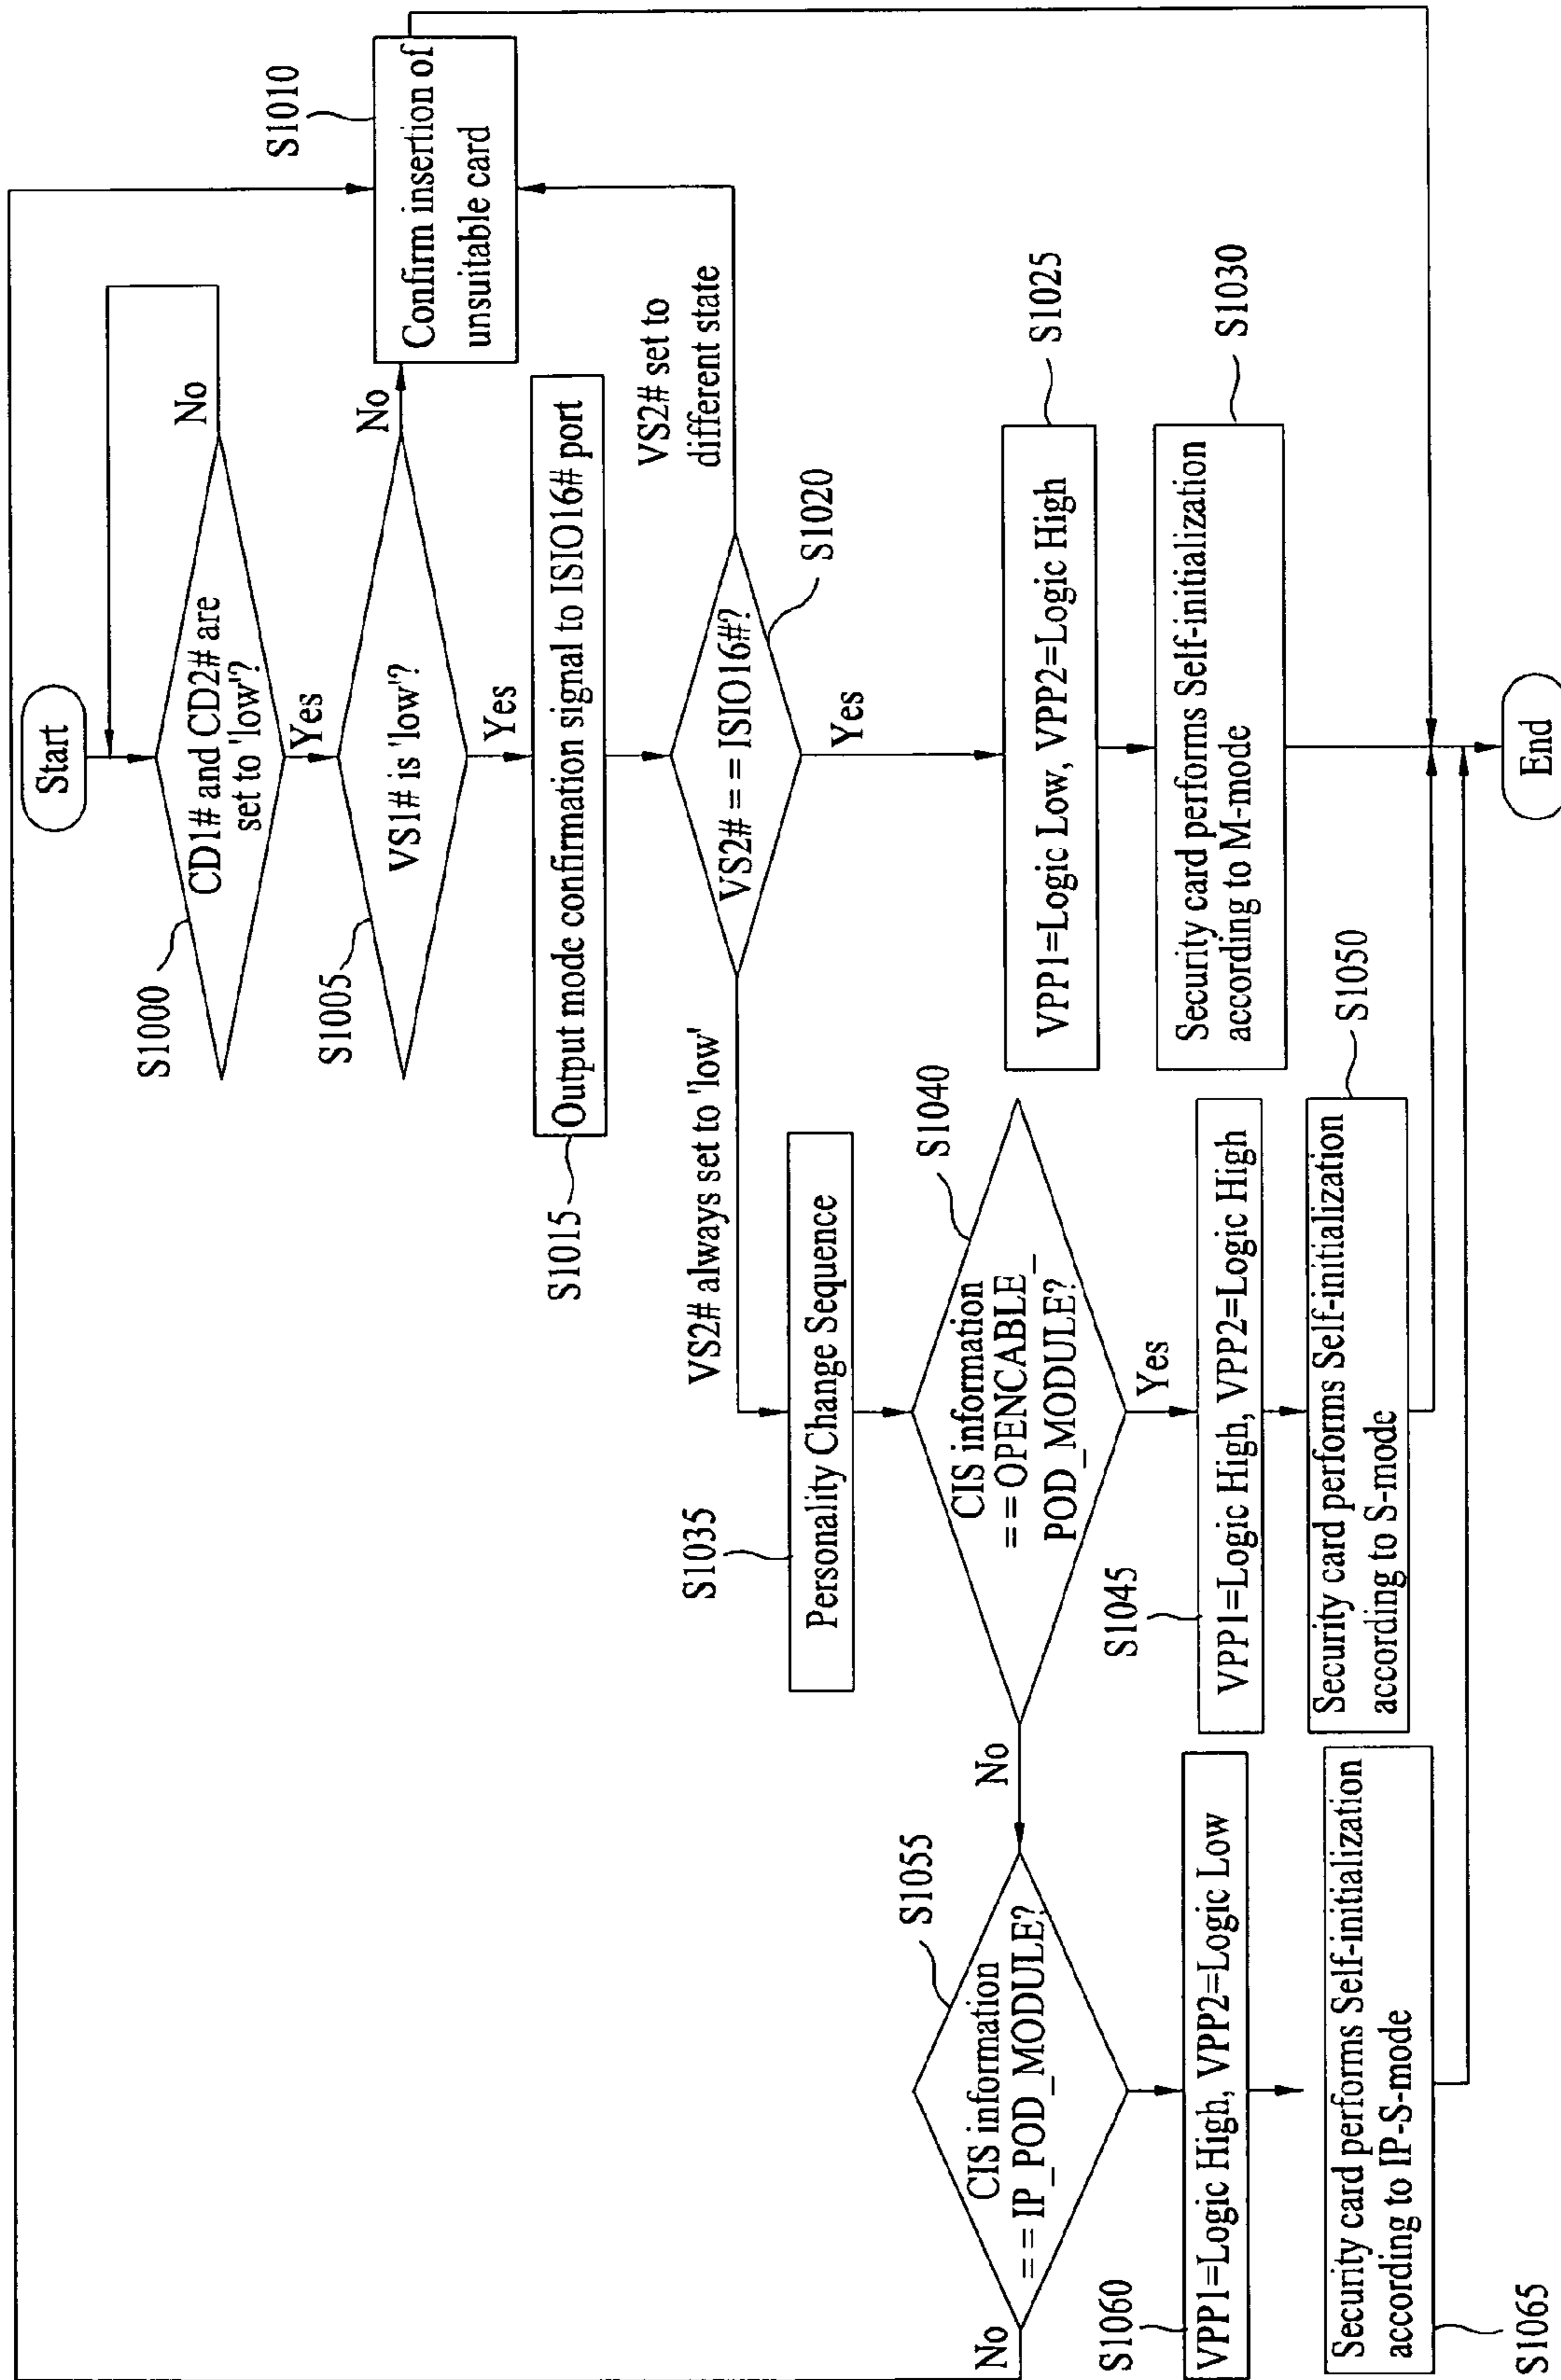 Start
S1000
CD1# and CD2# are
set to 'low'?
No
Yes
S1005
VS1# is 'low'?
No
S1010
Confirm insertion of
unsuitable card
Yes
S1015
Output mode confirmation signal to ISIO16# port
VS2# always set to 'low'
VS2# = = ISIO16#?
S1020
VS2# set to
different state
Yes
S1025
VPP1=Logic Low, VPP2=Logic High
S1030
Security card performs Self-initialization
according to M-mode
S1035
Personality Change Sequence
S1040
CIS information
= = OPENCABLE_
POD_MODULE?
No
Yes
S1045
VPP1=Logic High, VPP2=Logic High
S1050
Security card performs Self-initialization
according to S-mode
S1055
CIS information
= = IP_POD_MODULE?
No
S1060
VPP1=Logic High, VPP2=Logic Low
Security card performs Self-initialization
according to IP-S-mode
S1065
End